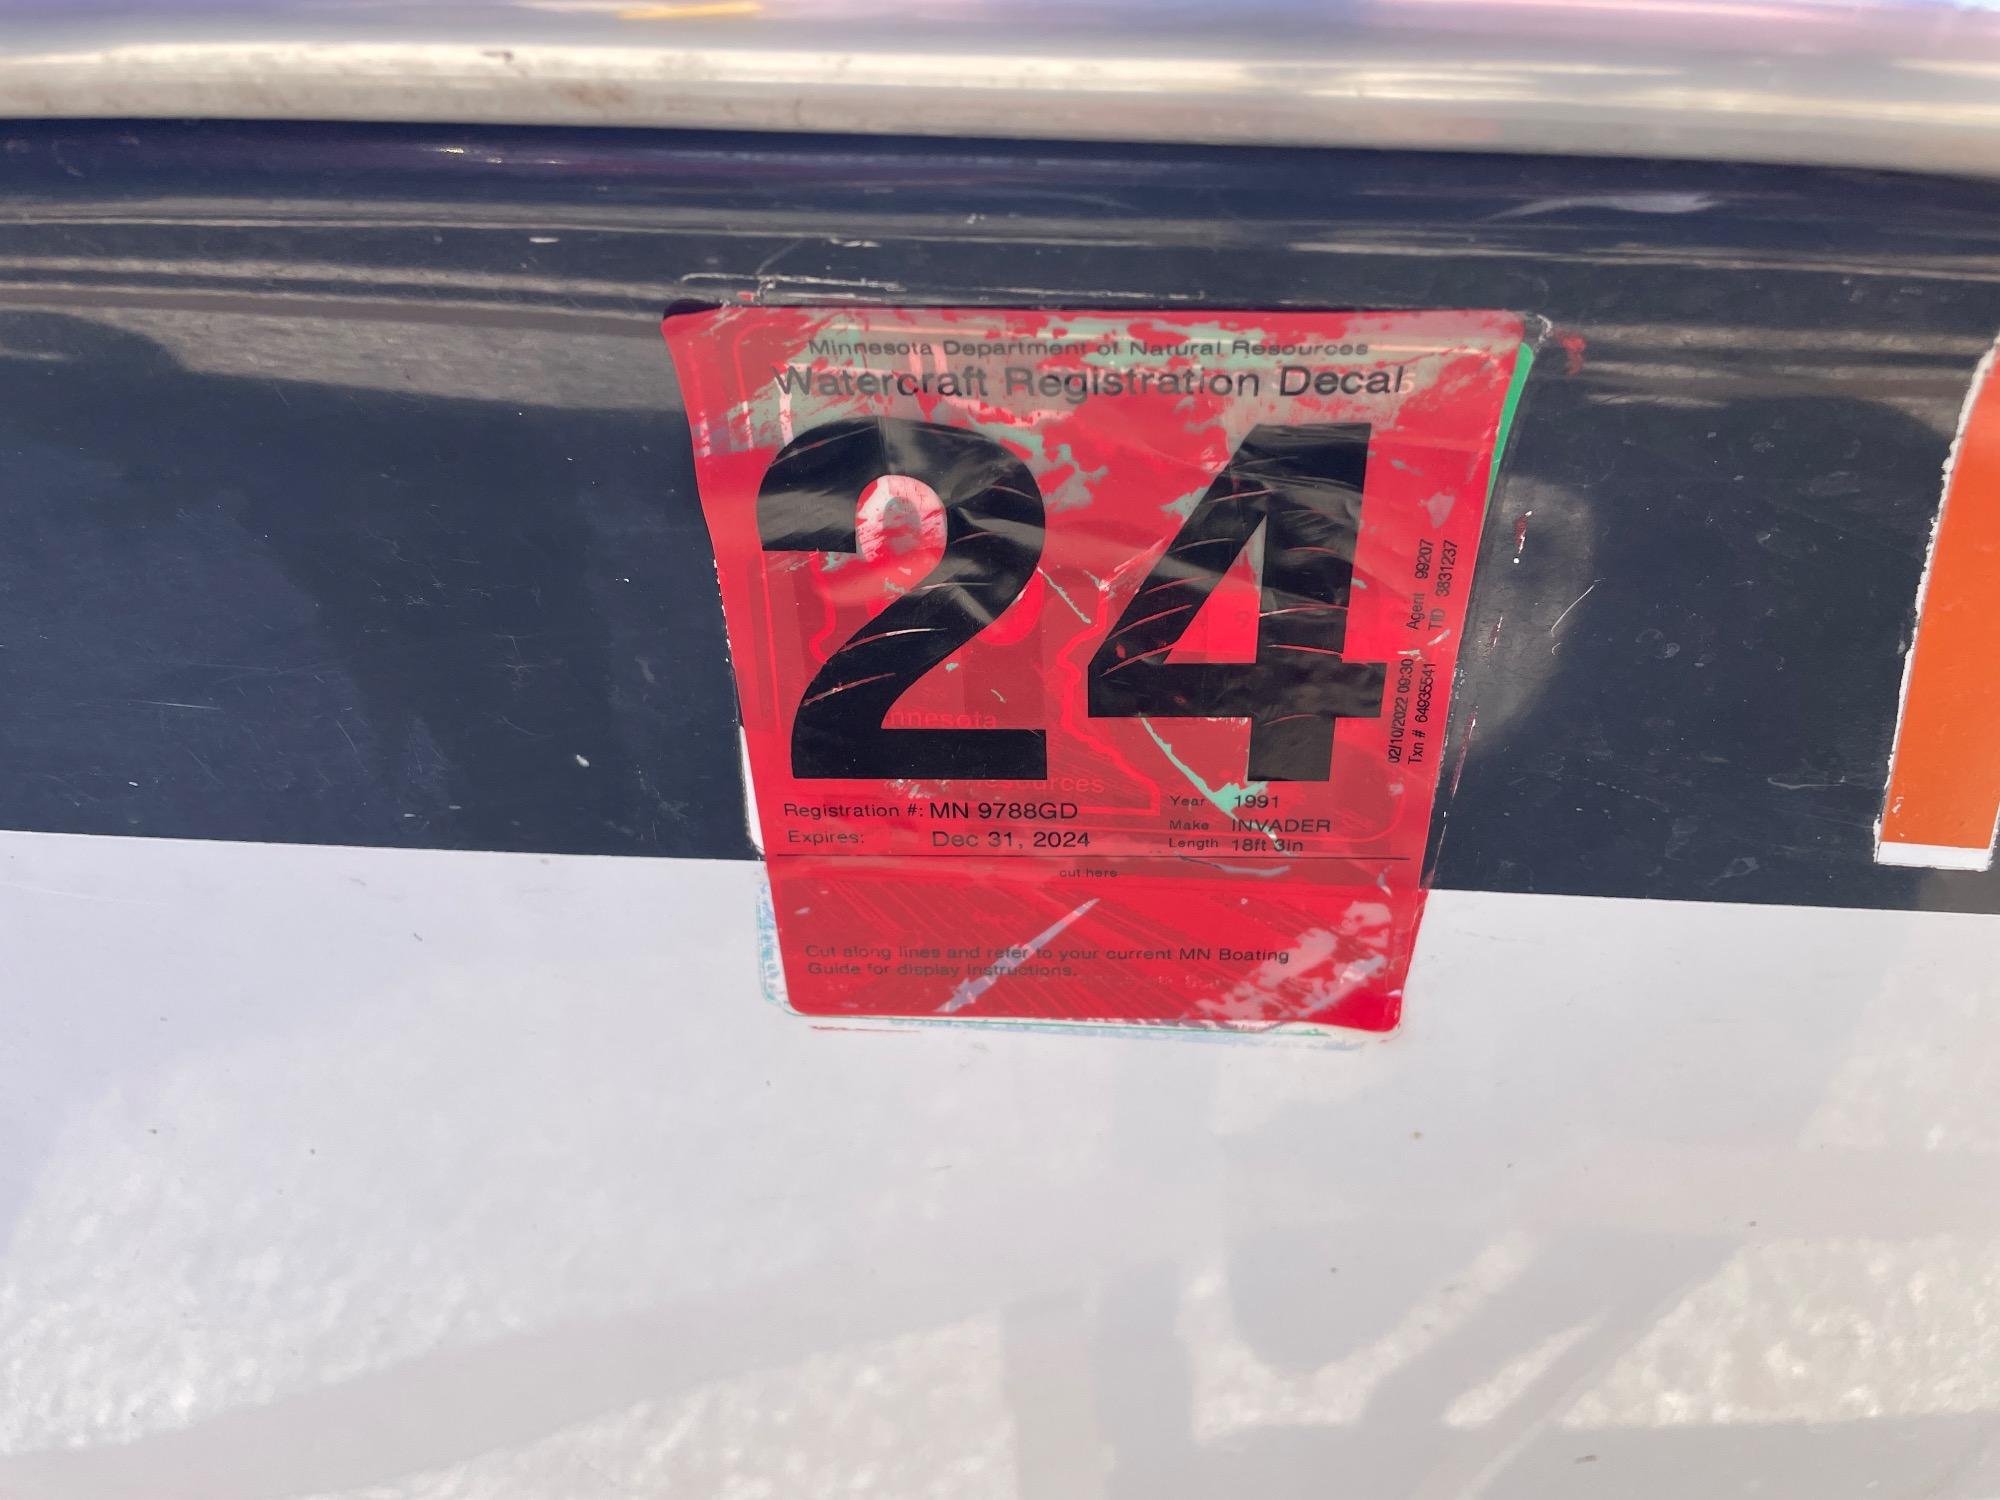 Minnesota Department of Natural Resources
Watercraft Registration Decal
24
02/10/2022 09:30 Agent 99207
Txn # 64935541 TID 3831237
nnesota
esources
Registration #: MN 9788GD
Expires: Dec 31, 2024
Year 1991
Make INVADER
Length 18ft 3in
cut here
Cut along lines and refer to your current MN Boating
Guide for display instructions.